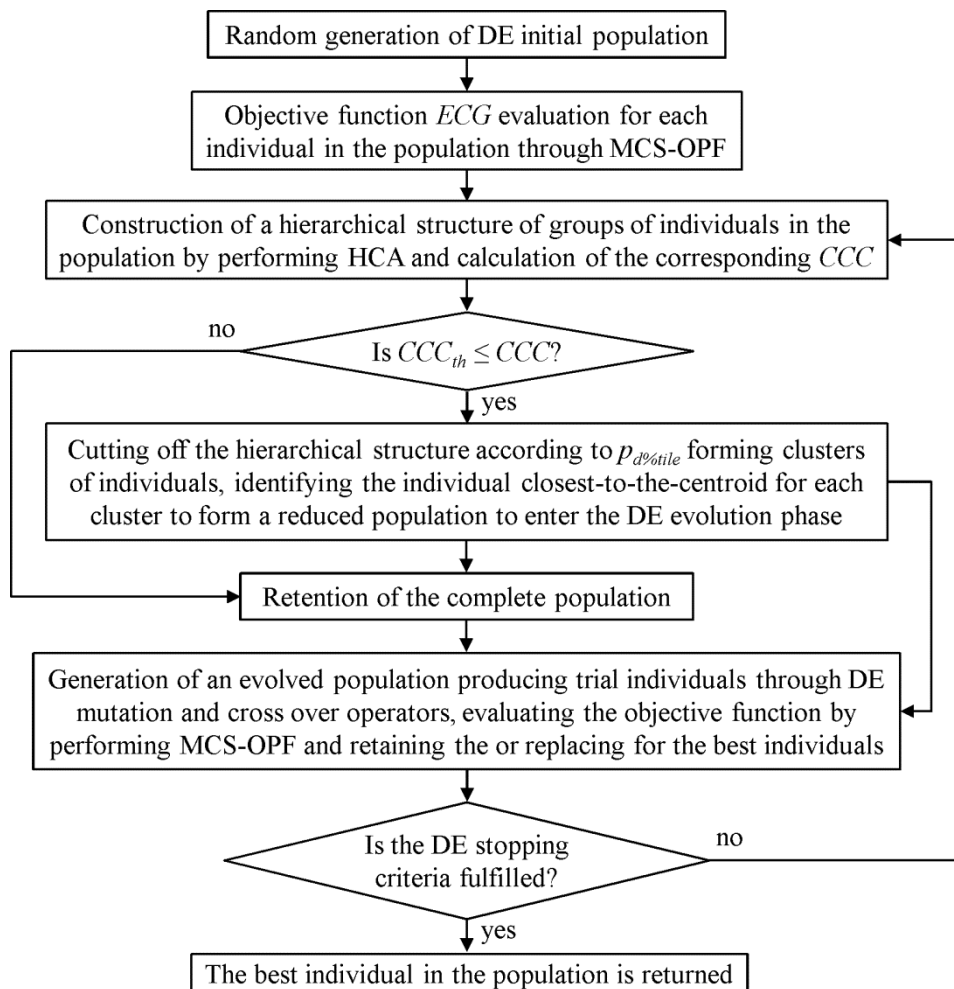 Random generation of DE initial population
Objective function ECG evaluation for each
individual in the population through MCS-OPF
Construction of a hierarchical structure of groups of individuals in the
population by performing HCA and calculation of the corresponding CCC
no
Is CCC_th ≤ CCC?
yes
Cutting off the hierarchical structure according to p_d%tile forming clusters
of individuals, identifying the individual closest-to-the-centroid for each
cluster to form a reduced population to enter the DE evolution phase
Retention of the complete population
Generation of an evolved population producing trial individuals through DE
mutation and cross over operators, evaluating the objective function by
performing MCS-OPF and retaining the or replacing for the best individuals
Is the DE stopping
criteria fulfilled?
no
yes
The best individual in the population is returned